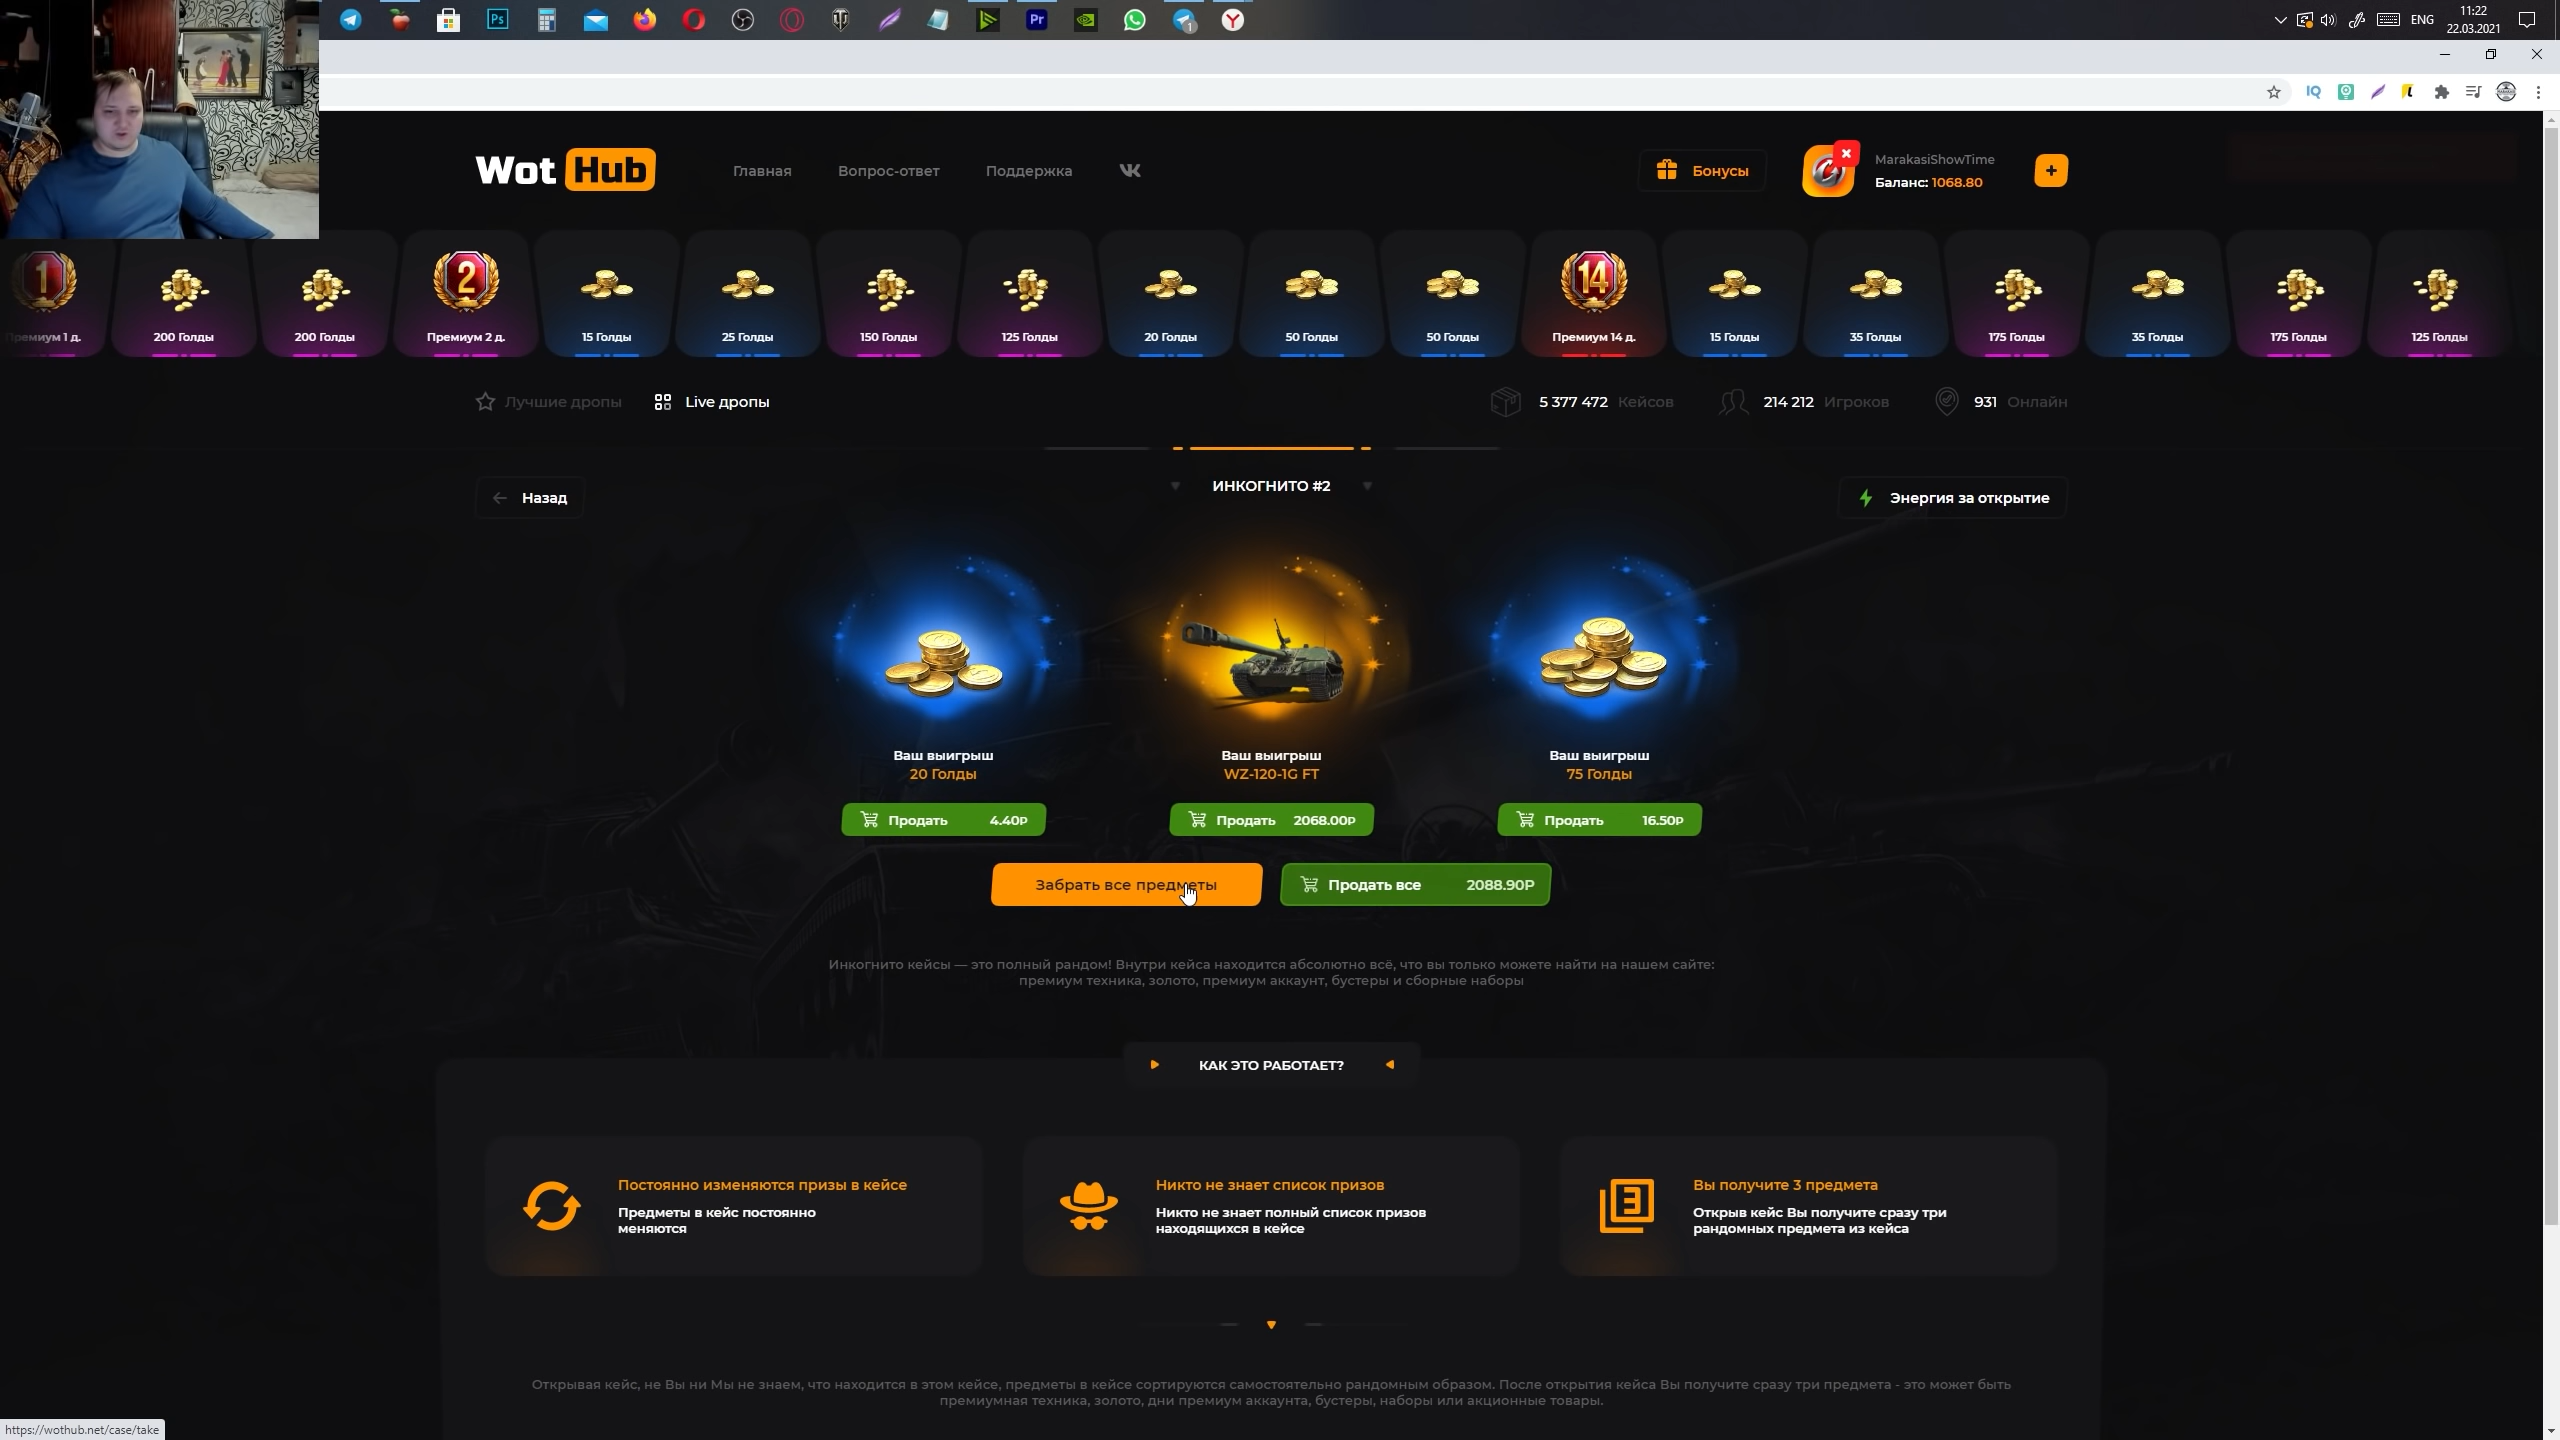 Ps
Pr
1
Y
ENG
11:22
22.03.2021
IQ
Wot Hub
Главная
Вопрос-ответ
Поддержка
Бонусы
MarakasiShowTime
Баланс: 1068.80
+
1
2
14
Премиум 1 д.
200 Голды
200 Голды
Премиум 2 д.
15 Голды
25 Голды
150 Голды
125 Голды
20 Голды
50 Голды
50 Голды
Премиум 14 д.
15 Голды
35 Голды
175 Голды
35 Голды
175 Голды
125 Голды
Лучшие дропы
Live дропы
5 377 472 Кейсов
214 212 Игроков
931 Онлайн
Назад
ИНКОГНИТО #2
Энергия за открытие
Ваш выигрыш
20 Голды
Ваш выигрыш
WZ-120-1G FT
Ваш выигрыш
75 Голды
Продать 4.40Р
Продать 2068.00Р
Продать 16.50Р
Забрать все предметы
Продать все 2088.90Р
Инкогнито кейсы — это полный рандом! Внутри кейса находится абсолютно всё, что вы только можете найти на нашем сайте:
премиум техника, золото, премиум аккаунт, бустеры и сборные наборы
КАК ЭТО РАБОТАЕТ?
Постоянно изменяются призы в кейсе
Предметы в кейс постоянно
меняются
Никто не знает список призов
Никто не знает полный список призов
находящихся в кейсе
3
Вы получите 3 предмета
Открыв кейс Вы получите сразу три
рандомных предмета из кейса
Открывая кейс, не Вы ни Мы не знаем, что находится в этом кейсе, предметы в кейсе сортируются самостоятельно рандомным образом. После открытия кейса Вы получите сразу три предмета - это может быть
премиумная техника, золото, дни премиум аккаунта, бустеры, наборы или акционные товары.
https://wothub.net/case/take